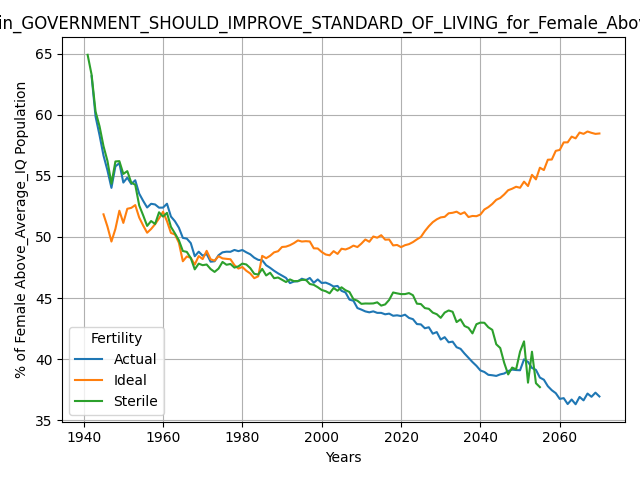 in_GOVERNMENT_SHOULD_IMPROVE_STANDARD_OF_LIVING_for_Female_Abov
65
60
55
50
45
40
35
% of Female Above_Average_IQ Population
Fertility
Actual
Ideal
Sterile
1940 1960 1980 2000 2020 2040 2060
Years